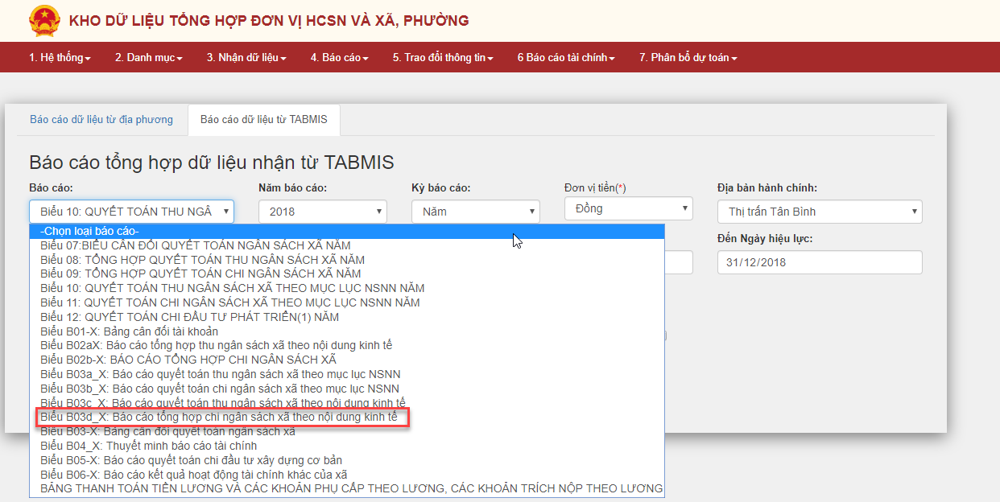 KHO DỮ LIỆU TỔNG HỢP ĐƠN VỊ HCSN VÀ XÃ, PHƯỜNG
1. Hệ thống 2. Danh mục 3. Nhận dữ liệu 4. Báo cáo 5. Trao đổi thông tin 6 Báo cáo tài chính 7. Phân bổ dự toán
Báo cáo dữ liệu từ địa phương Báo cáo dữ liệu từ TABMIS
Báo cáo tổng hợp dữ liệu nhận từ TABMIS
Báo cáo: Năm báo cáo: Kỳ báo cáo: Đơn vị tiền(*) Địa bàn hành chính:
Biểu 10: QUYẾT TOÁN THU NGÂ 2018 Năm Đồng Thị trấn Tân Bình
-Chọn loại báo cáo-
Đến Ngày hiệu lực:
Biểu 07:BIỂU CÂN ĐỐI QUYẾT TOÁN NGÂN SÁCH XÃ NĂM
Biểu 08: TỔNG HỢP QUYẾT TOÁN THU NGÂN SÁCH XÃ NĂM
31/12/2018
Biểu 09: TỔNG HỢP QUYẾT TOÁN CHI NGÂN SÁCH XÃ NĂM
Biểu 10: QUYẾT TOÁN THU NGÂN SÁCH XÃ THEO MỤC LỤC NSNN NĂM
Biểu 11: QUYẾT TOÁN CHI NGÂN SÁCH XÃ THEO MỤC LỤC NSNN NĂM
Biểu 12: QUYẾT TOÁN CHI ĐẦU TƯ PHÁT TRIỂN(1) NĂM
Biểu B01-X: Bảng cân đối tài khoản
Biểu B02aX: Báo cáo tổng hợp thu ngân sách xã theo nội dung kinh tế
Biểu B02b-X: BÁO CÁO TỔNG HỢP CHI NGÂN SÁCH XÃ
Biểu B03a_X: Báo cáo quyết toán thu ngân sách xã theo mục lục NSNN
Biểu B03b_X: Báo cáo quyết toán chi ngân sách xã theo mục lục NSNN
Biểu B03c_X: Báo cáo quyết toán thu ngân sách xã theo nội dung kinh tế
Biểu B03d_X: Báo cáo tổng hợp chi ngân sách xã theo nội dung kinh tế
Biểu B03-X: Bảng cân đối quyết toán ngân sách xã
Biểu B04_X: Thuyết minh báo cáo tài chính
Biểu B05-X: Báo cáo quyết toán chi đầu tư xây dựng cơ bản
Biểu B06-X: Báo cáo kết quả hoạt động tài chính khác của xã
BẢNG THANH TOÁN TIỀN LƯƠNG VÀ CÁC KHOẢN PHỤ CẤP THEO LƯƠNG, CÁC KHOẢN TRÍCH NỘP THEO LƯƠNG